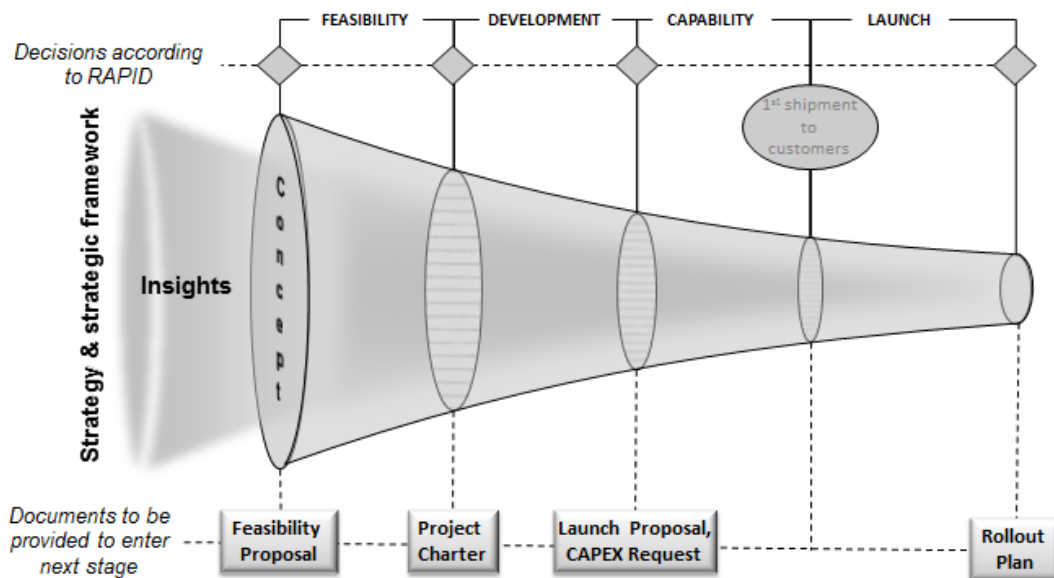 FEASIBILITY DEVELOPMENT CAPABILITY LAUNCH
Decisions according
to RAPID
1st shipment
to
customers
Strategy & strategic framework
Insights
Concept
Documents to be
provided to enter
next stage
Feasibility
Proposal
Project
Charter
Launch Proposal,
CAPEX Request
Rollout
Plan